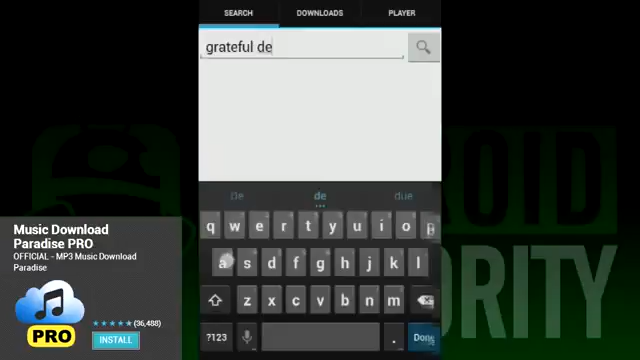 SEARCH DOWNLOADS PLAYER
grateful de
De de due
q w e r t y u i o p
a s d f g h j k l
z x c v b n m
?123 . Done
Music Download
Paradise PRO
OFFICIAL - MP3 Music Download
Paradise
PRO
★★★★★ (36,488)
INSTALL
ROID
ORITY